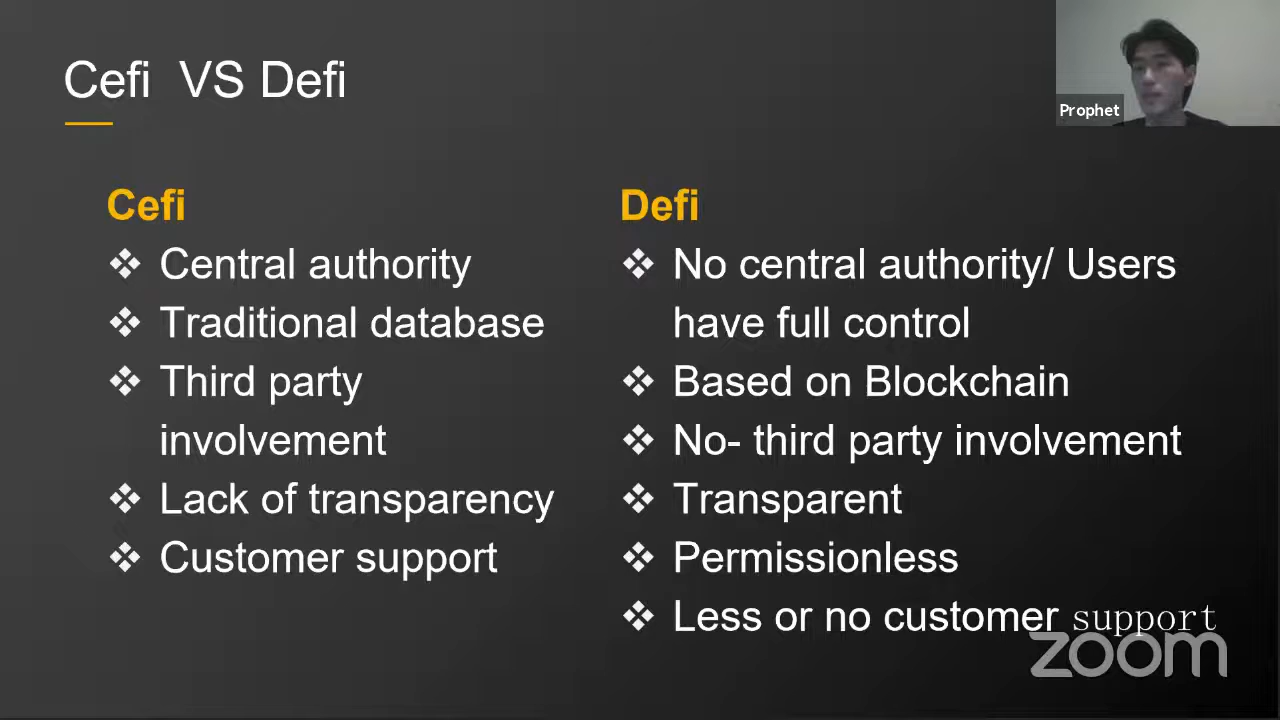 Cefi VS Defi
Prophet
Cefi
❖ Central authority
❖ Traditional database
❖ Third party
involvement
❖ Lack of transparency
❖ Customer support
Defi
❖ No central authority/ Users
have full control
❖ Based on Blockchain
❖ No- third party involvement
❖ Transparent
❖ Permissionless
❖ Less or no customer support
zoom